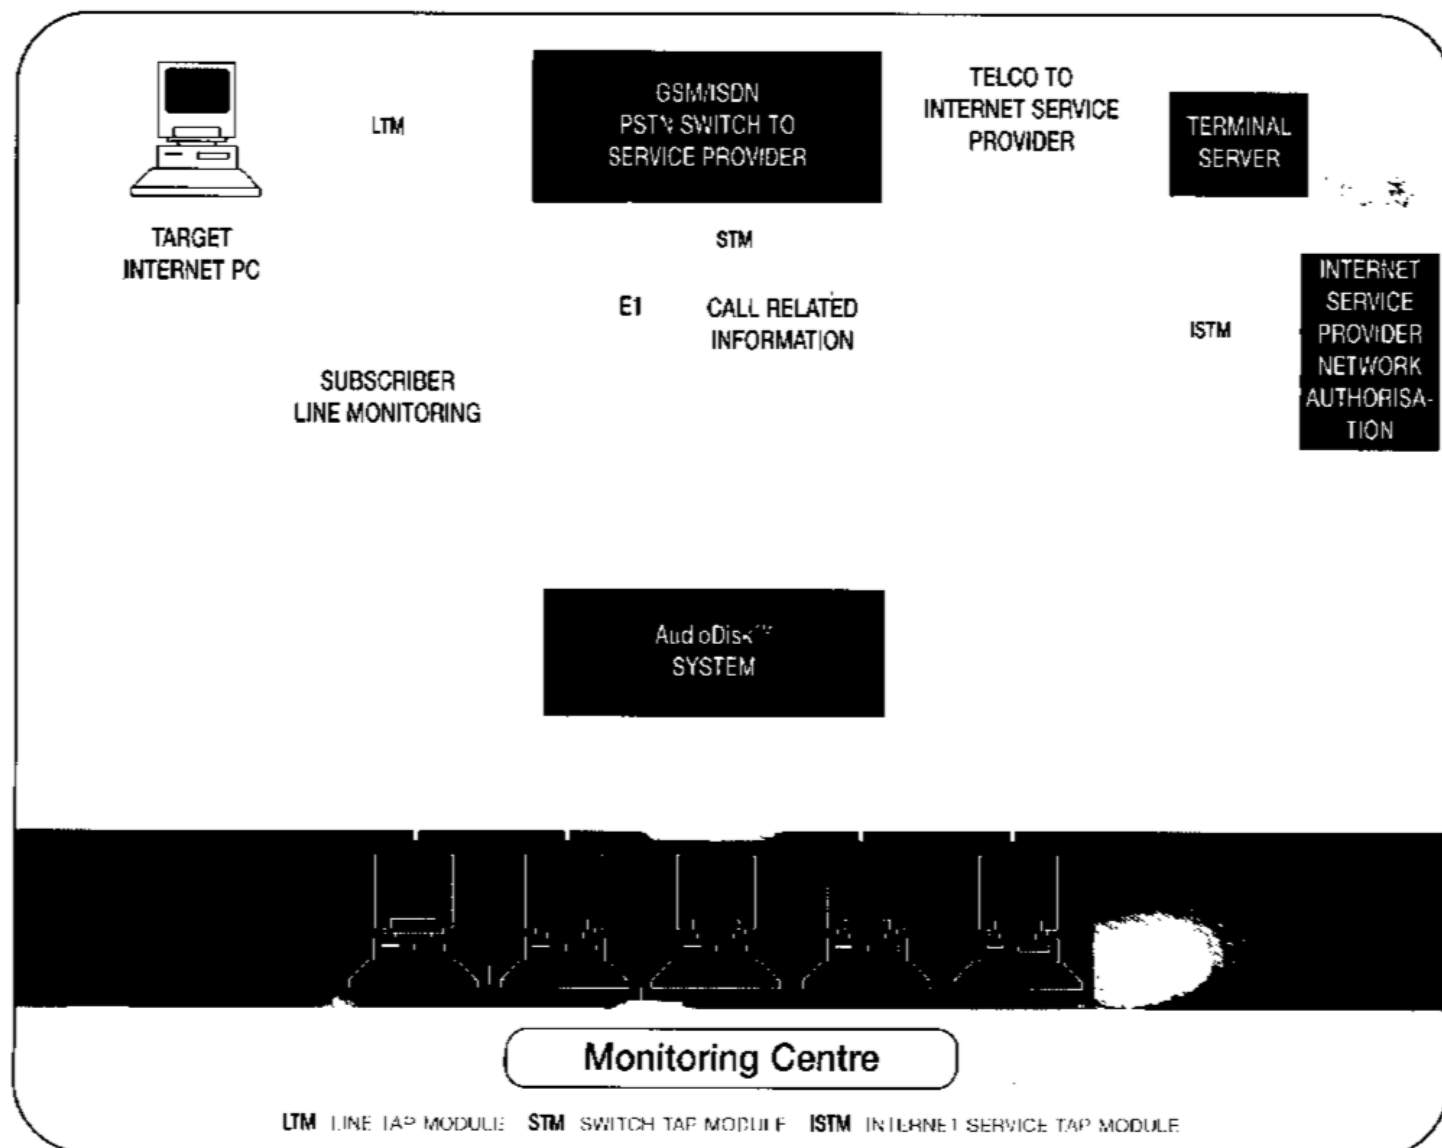 TARGET
INTERNET PC
LTM
GSM/ISDN
PSTN SWITCH TO
SERVICE PROVIDER
TELCO TO
INTERNET SERVICE
PROVIDER
TERMINAL
SERVER
STM
E1
CALL RELATED
INFORMATION
ISTM
INTERNET
SERVICE
PROVIDER
NETWORK
AUTHORISA-
TION
SUBSCRIBER
LINE MONITORING
AudioDisk™
SYSTEM
Monitoring Centre
LTM LINE TAP MODULE STM SWITCH TAP MODULE ISTM INTERNET SERVICE TAP MODULE